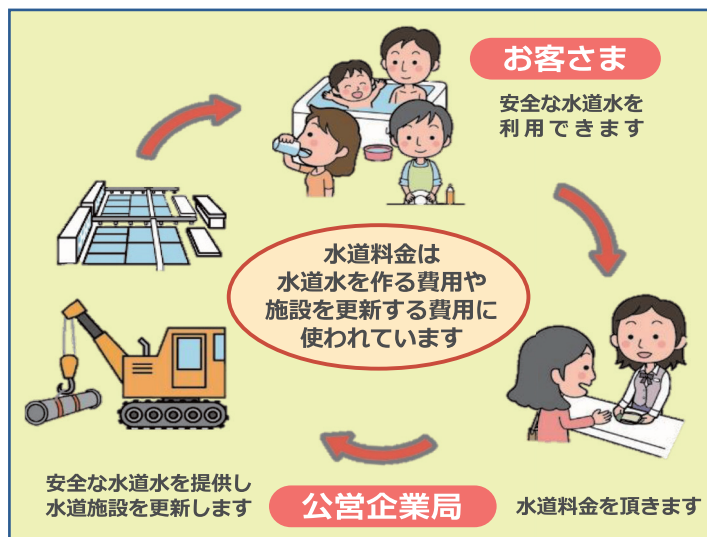 お客さま
安全な水道水を
利用できます
水道料金は
水道水を作る費用や
施設を更新する費用に
使われています
安全な水道水を提供し
水道施設を更新します
公営企業局
水道料金を頂きます